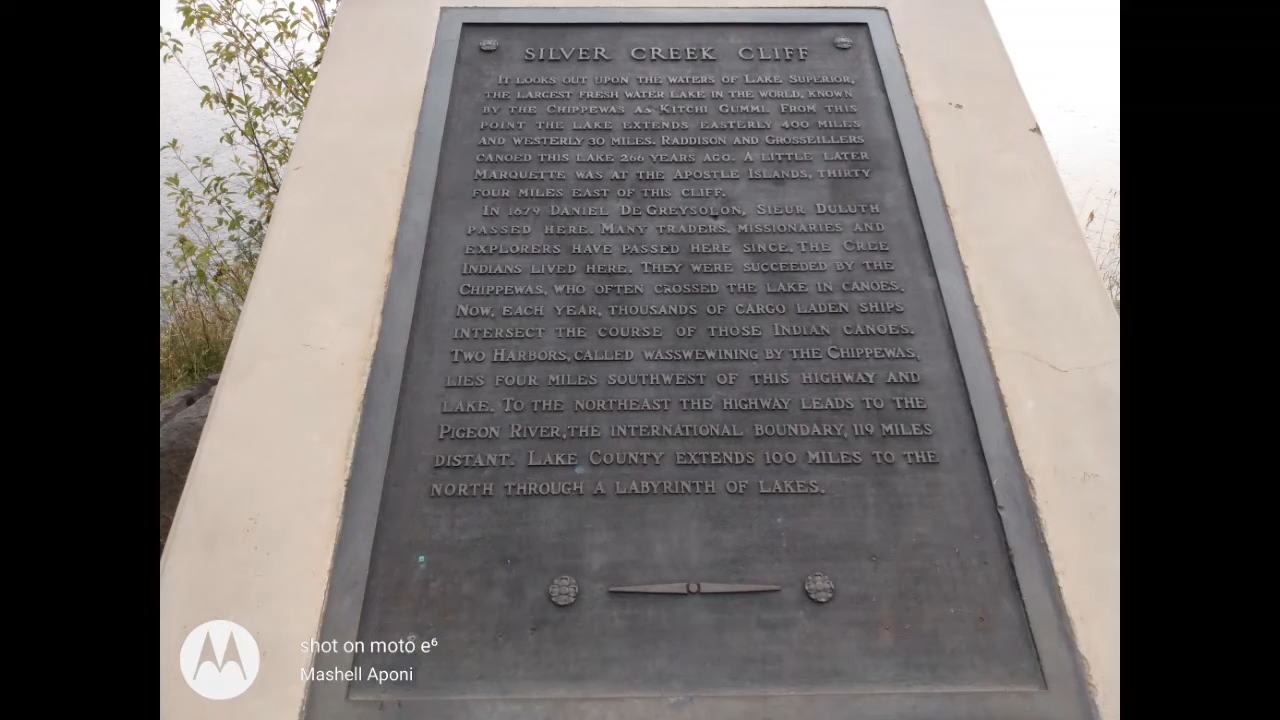 SILVER CREEK CLIFF
IT LOOKS OUT UPON THE WATERS OF LAKE SUPERIOR,
THE LARGEST FRESH WATER LAKE IN THE WORLD, KNOWN
BY THE CHIPPEWAS AS KITCHI GUMMI. FROM THIS
POINT THE LAKE EXTENDS EASTERLY 400 MILES
AND WESTERLY 30 MILES. RADDISON AND GROSSEILLERS
CANOED THIS LAKE 266 YEARS AGO. A LITTLE LATER
MARQUETTE WAS AT THE APOSTLE ISLANDS, THIRTY
FOUR MILES EAST OF THIS CLIFF.
IN 1679 DANIEL DE GREYSOLON, SIEUR DULUTH
PASSED HERE. MANY TRADERS, MISSIONARIES AND
EXPLORERS HAVE PASSED HERE SINCE. THE CREE
INDIANS LIVED HERE. THEY WERE SUCCEEDED BY THE
CHIPPEWAS, WHO OFTEN CROSSED THE LAKE IN CANOES.
NOW, EACH YEAR, THOUSANDS OF CARGO LADEN SHIPS
INTERSECT THE COURSE OF THOSE INDIAN CANOES.
TWO HARBORS, CALLED WASSWEWINING BY THE CHIPPEWAS,
LIES FOUR MILES SOUTHWEST OF THIS HIGHWAY AND
LAKE. TO THE NORTHEAST THE HIGHWAY LEADS TO THE
PIGEON RIVER, THE INTERNATIONAL BOUNDARY, 119 MILES
DISTANT. LAKE COUNTY EXTENDS 100 MILES TO THE
NORTH THROUGH A LABYRINTH OF LAKES.
shot on moto e⁶
Mashell Aponi